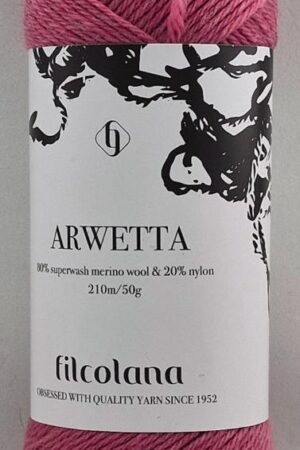 ARWETTA
80% superwash merino wool & 20% nylon
210m/50g
filcolana
OBSESSED WITH QUALITY YARN SINCE 1952